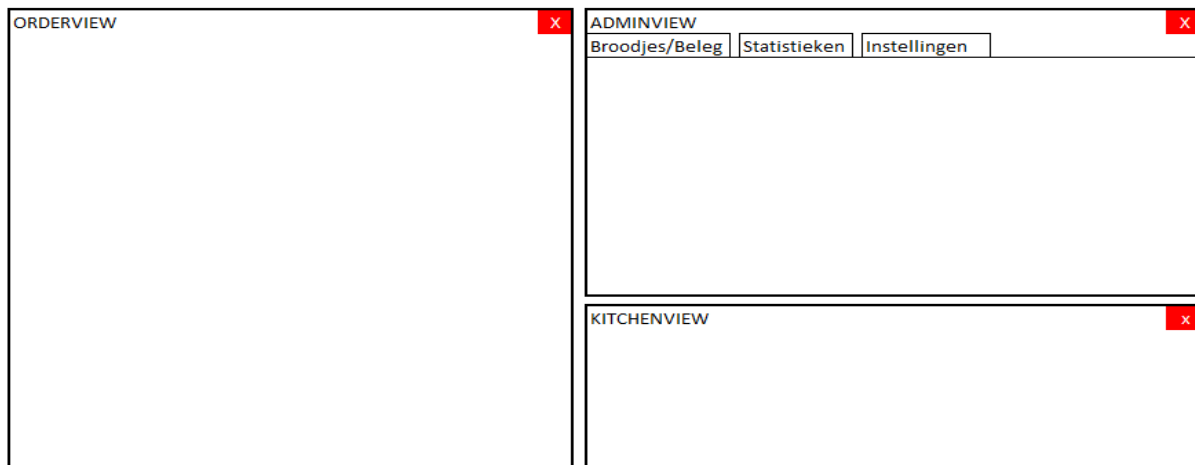 ORDERVIEW X
ADMINVIEW X
Broodjes/Beleg Statistieken Instellingen
KITCHENVIEW x